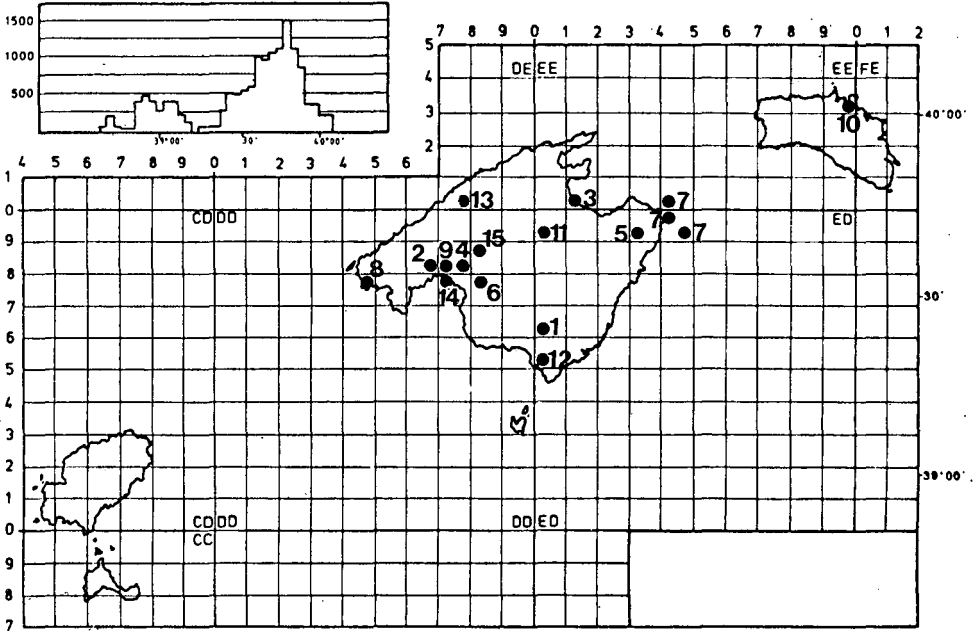 1500
1000
500
39°00' 30' 40°00'
7 8 9 0 1 2 3 4 5 6 7 8 9 0 1 2
5
4 DE EE EE FE
3 40°00'
10
2
4 5 6 7 8 9 0 1 2 3 4 5 6
1
13 3 7
0 CD DD 7 ED
11 5 7
9 15
2 9 4
8 8
14 6
7 30'
6 1
5 12
4
3
2
1 39°00'
0 CD DD DD ED
CC
9
8
7